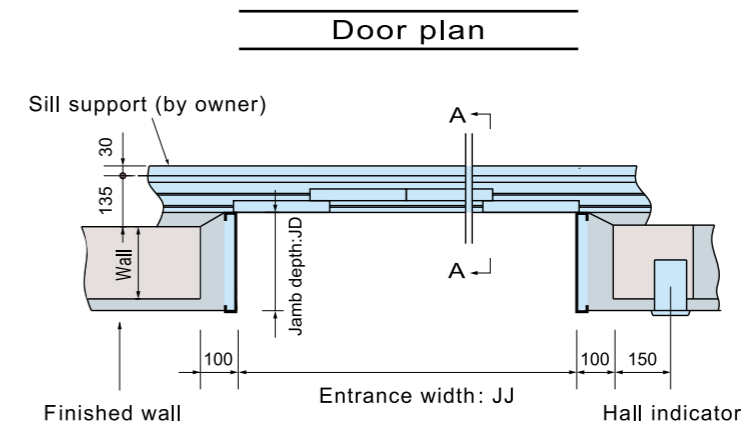 Door plan
Sill support (by owner)
A
30
135
Wall
Jamb depth:JD
A
100
100
150
Entrance width: JJ
Finished wall
Hall indicator